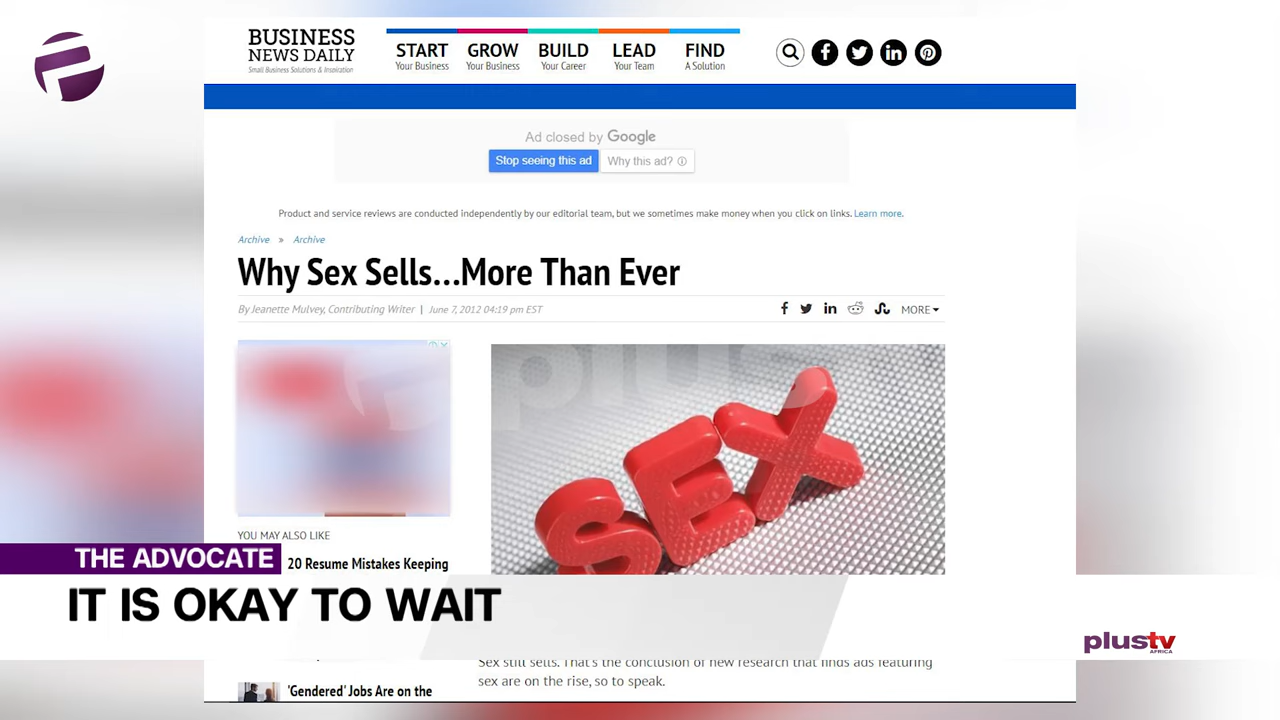 BUSINESS
NEWS DAILY
Small Business Solutions & Inspiration
START
Your Business
GROW
Your Business
BUILD
Your Career
LEAD
Your Team
FIND
A Solution
Ad closed by Google
Stop seeing this ad
Why this ad?
Product and service reviews are conducted independently by our editorial team, but we sometimes make money when you click on links. Learn more.
Archive » Archive
Why Sex Sells...More Than Ever
By Jeanette Mulvey, Contributing Writer | June 7, 2012 04:19 pm EST
MORE
plus
SEX
YOU MAY ALSO LIKE
20 Resume Mistakes Keeping
THE ADVOCATE
IT IS OKAY TO WAIT
plustv
AFRICA
Sex still sells. That's the conclusion of new research that finds ads featuring
sex are on the rise, so to speak.
'Gendered' Jobs Are on the